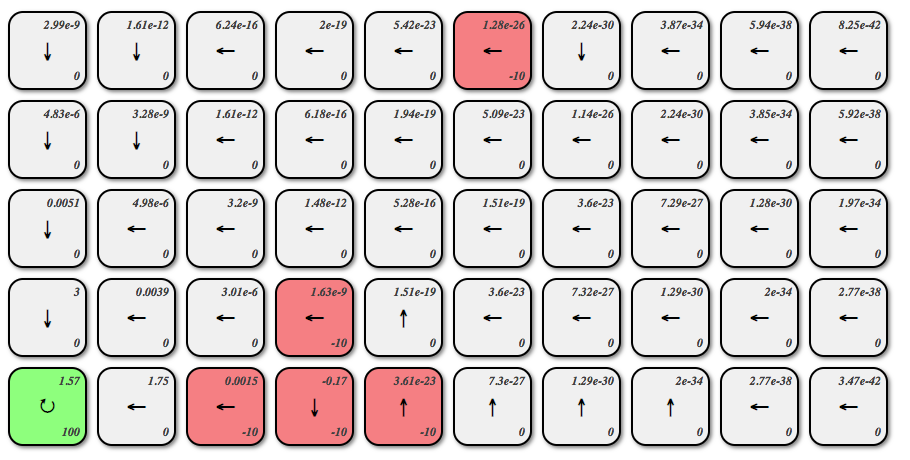 2.99e-9 1.61e-12 6.24e-16 2e-19 5.42e-23 1.28e-26 2.24e-30 3.87e-34 5.94e-38 8.25e-42
0 0 0 0 0 -10 0 0 0 0
4.83e-6 3.28e-9 1.61e-12 6.18e-16 1.94e-19 5.09e-23 1.14e-26 2.24e-30 3.85e-34 5.92e-38
0 0 0 0 0 0 0 0 0 0
0.0051 4.98e-6 3.2e-9 1.48e-12 5.28e-16 1.51e-19 3.6e-23 7.29e-27 1.28e-30 1.97e-34
0 0 0 0 0 0 0 0 0 0
3 0.0039 3.01e-6 1.63e-9 1.51e-19 3.6e-23 7.32e-27 1.29e-30 2e-34 2.77e-38
0 0 0 -10 0 0 0 0 0 0
1.57 1.75 0.0015 -0.17 3.61e-23 7.3e-27 1.29e-30 2e-34 2.77e-38 3.47e-42
100 0 -10 -10 -10 0 0 0 0 0